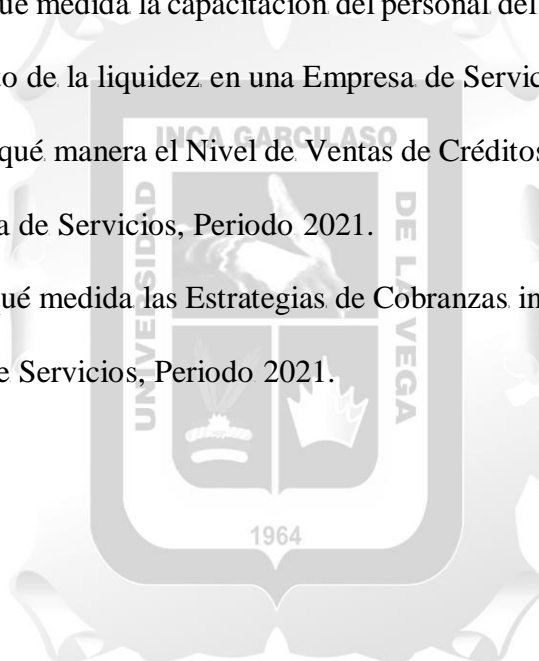 ué medida la capacitación del personal del
to de la liquidez en una Empresa de Servic
qué manera el Nivel de Ventas de Créditos
a de Servicios, Periodo 2021.
ué medida las Estrategias de Cobranzas in
e Servicios, Periodo 2021.
UNIVERSIDAD
INCA GARCILASO
DE LA VEGA
1964